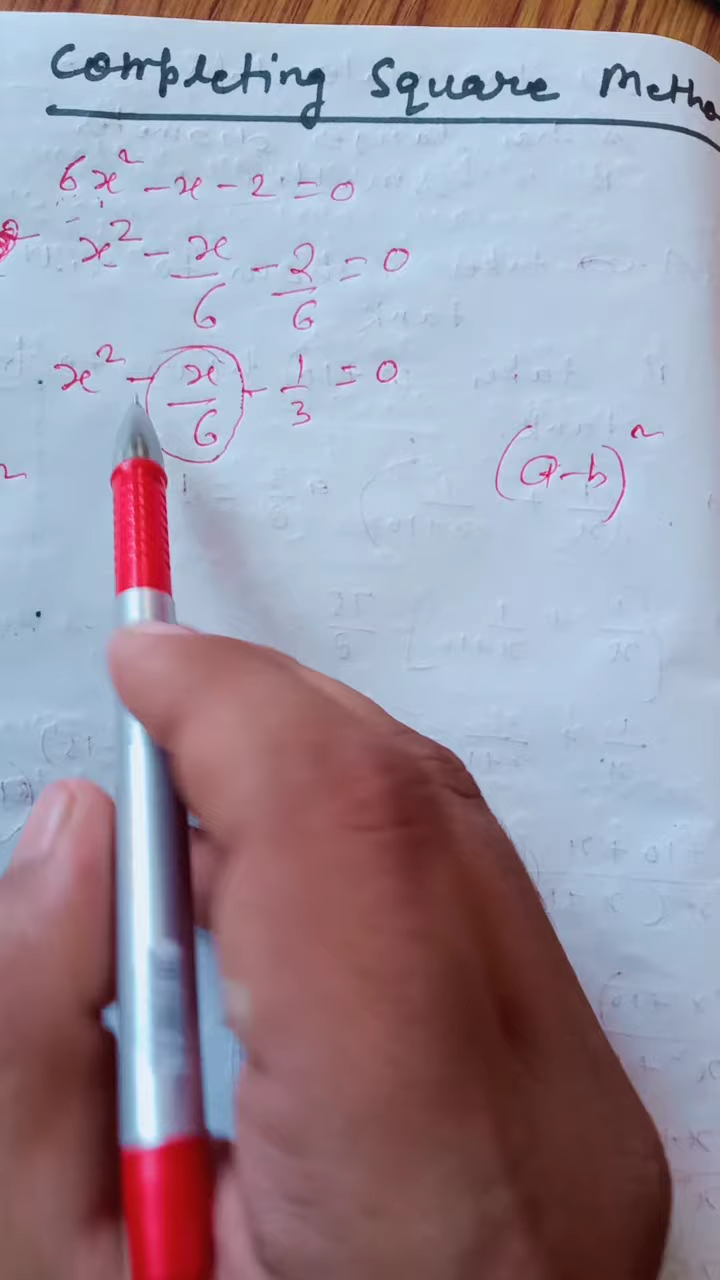 Completing Square Metho
6x² - x - 2 = 0
x² - x/6 - 2/6 = 0
x² - x/6 - 1/3 = 0
(a-b)²